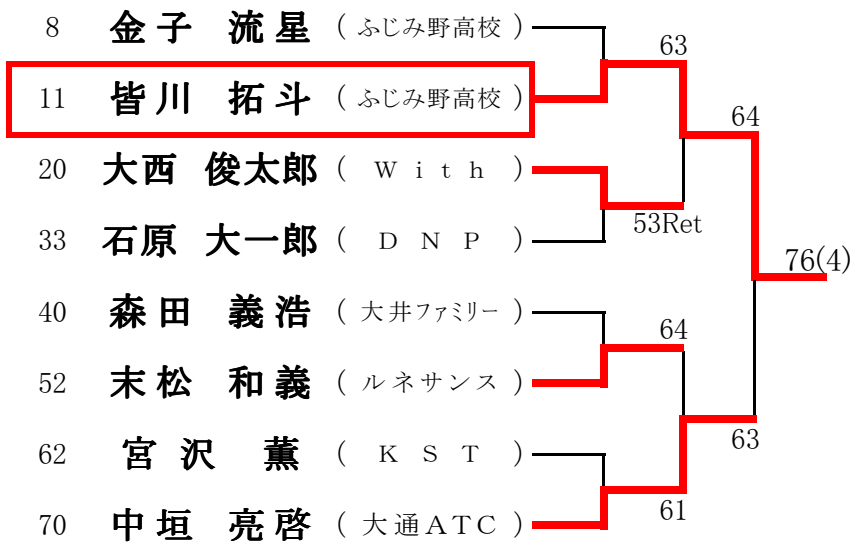 8 金子 流星 ( ふじみ野高校 )
63
11 皆川 拓斗 ( ふじみ野高校 )
64
20 大西 俊太郎 ( With )
53Ret
33 石原 大一郎 ( DNP )
76(4)
40 森田 義浩 ( 大井ファミリー )
64
52 末松 和義 ( ルネサンス )
63
62 宮沢 薫 ( KST )
61
70 中垣 亮啓 ( 大通ATC )